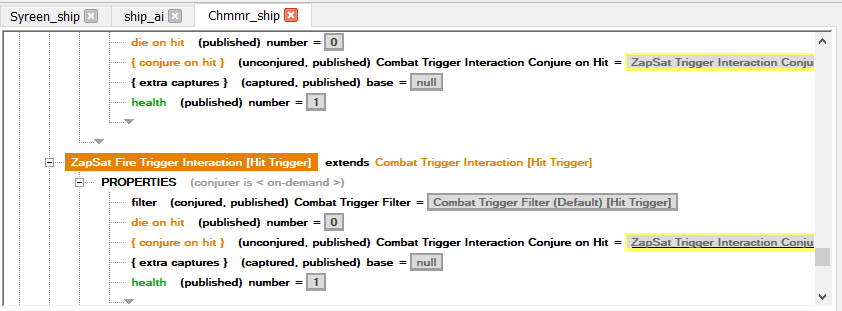 Syreen_ship ship_ai Chmmr_ship
die on hit (published) number = 0
{ conjure on hit } (unconjured, published) Combat Trigger Interaction Conjure on Hit = ZapSat Trigger Interaction Conju
{ extra captures } (captured, published) base = null
health (published) number = 1
ZapSat Fire Trigger Interaction [Hit Trigger] extends Combat Trigger Interaction [Hit Trigger]
PROPERTIES (conjurer is < on-demand >)
filter (conjured, published) Combat Trigger Filter = Combat Trigger Filter (Default) [Hit Trigger]
die on hit (published) number = 0
{ conjure on hit } (unconjured, published) Combat Trigger Interaction Conjure on Hit = ZapSat Trigger Interaction Conju
{ extra captures } (captured, published) base = null
health (published) number = 1